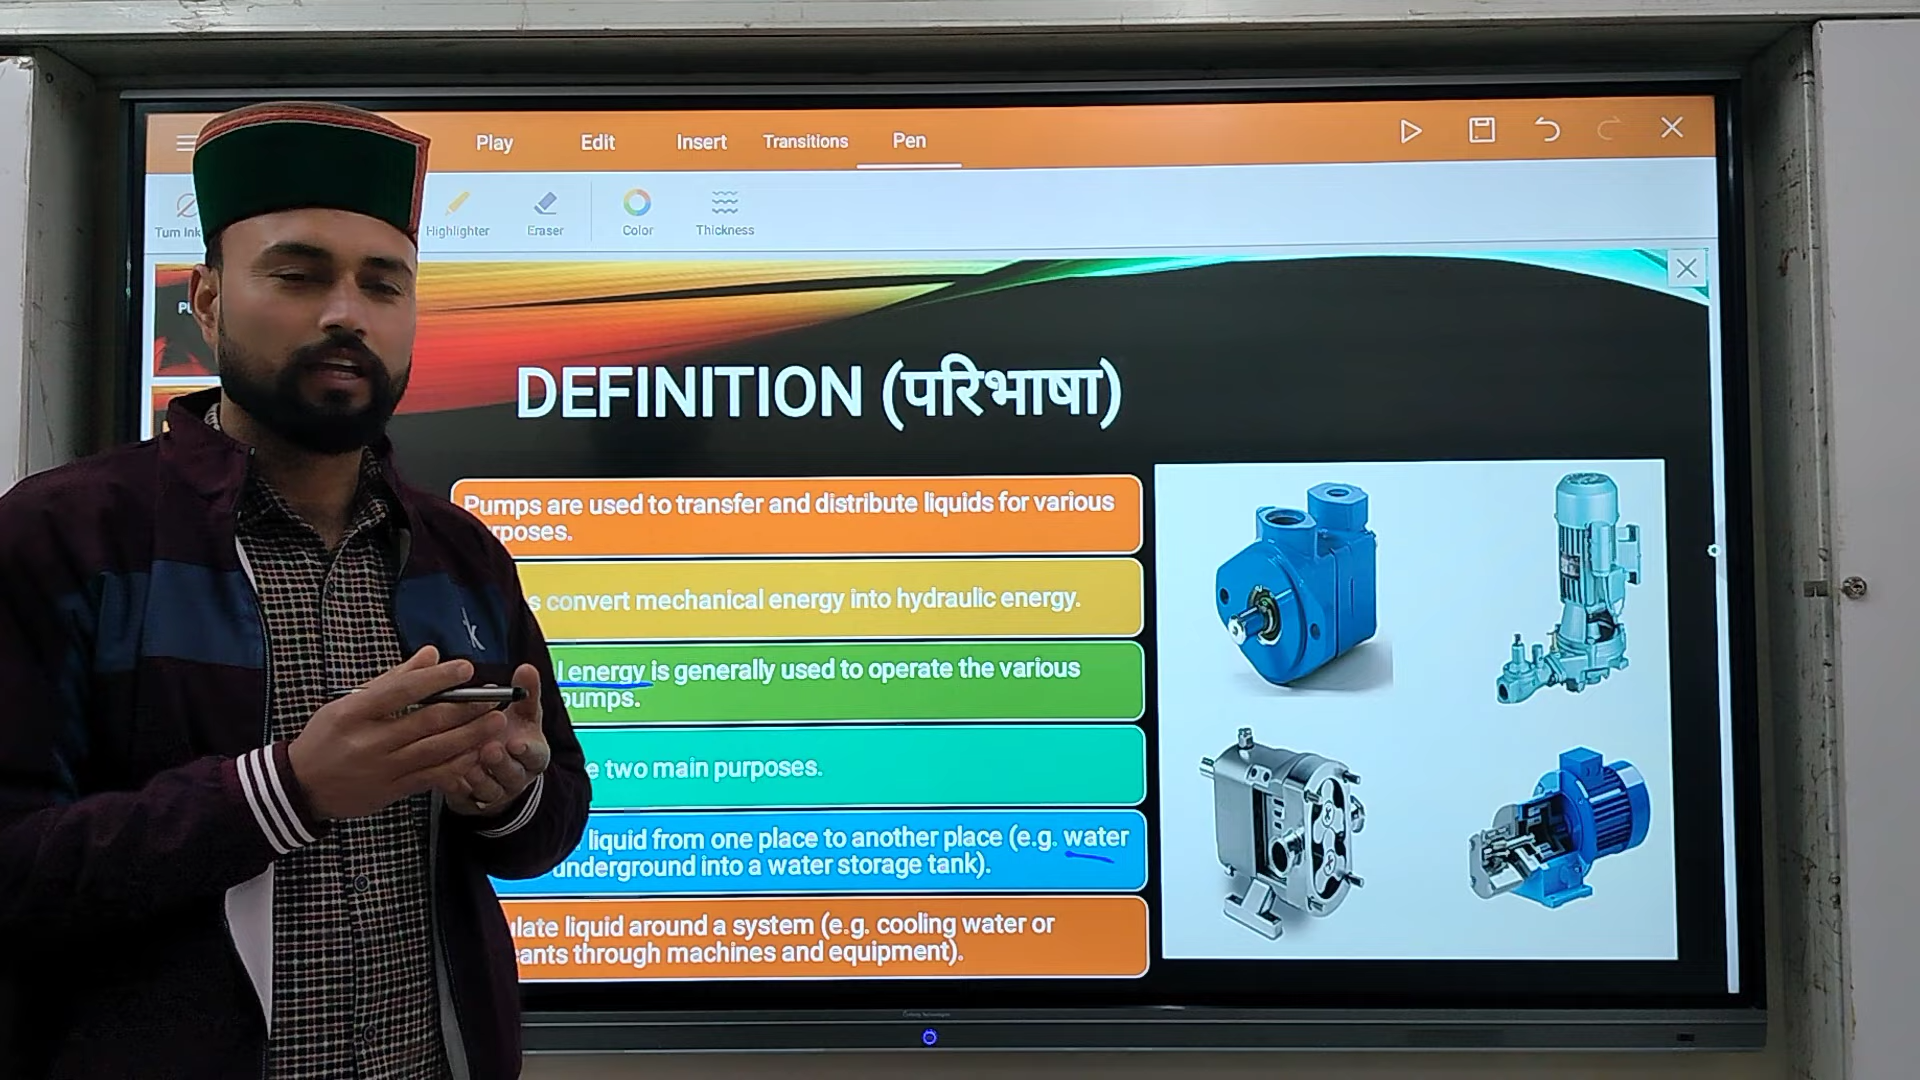 Play Edit Insert Transitions Pen
Turn Ink Highlighter Eraser Color Thickness
DEFINITION (परिभाषा)
Pumps are used to transfer and distribute liquids for various
rposes.
s convert mechanical energy into hydraulic energy.
l energy is generally used to operate the various
pumps.
e two main purposes.
liquid from one place to another place (e.g. water
underground into a water storage tank).
late liquid around a system (e.g. cooling water or
ants through machines and equipment).